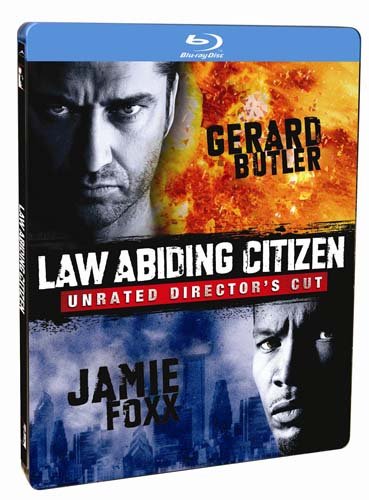 Blu-ray Disc
GERARD
BUTLER
LAW ABIDING CITIZEN
UNRATED DIRECTOR'S CUT
JAMIE
FOXX
LAW ABIDING CITIZEN